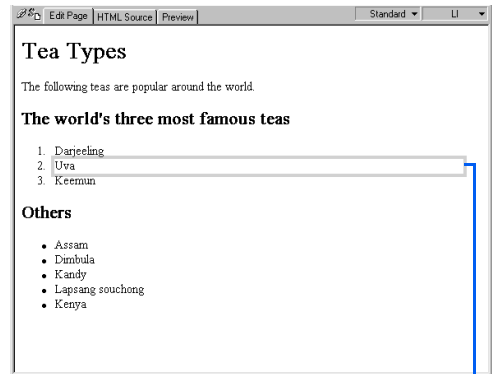 Edit Page HTML Source Preview Standard LI
Tea Types
The following teas are popular around the world.
The world's three most famous teas
1. Darjeeling
2. Uva
3. Keemun
Others
• Assam
• Dimbula
• Kandy
• Lapsang souchong
• Kenya